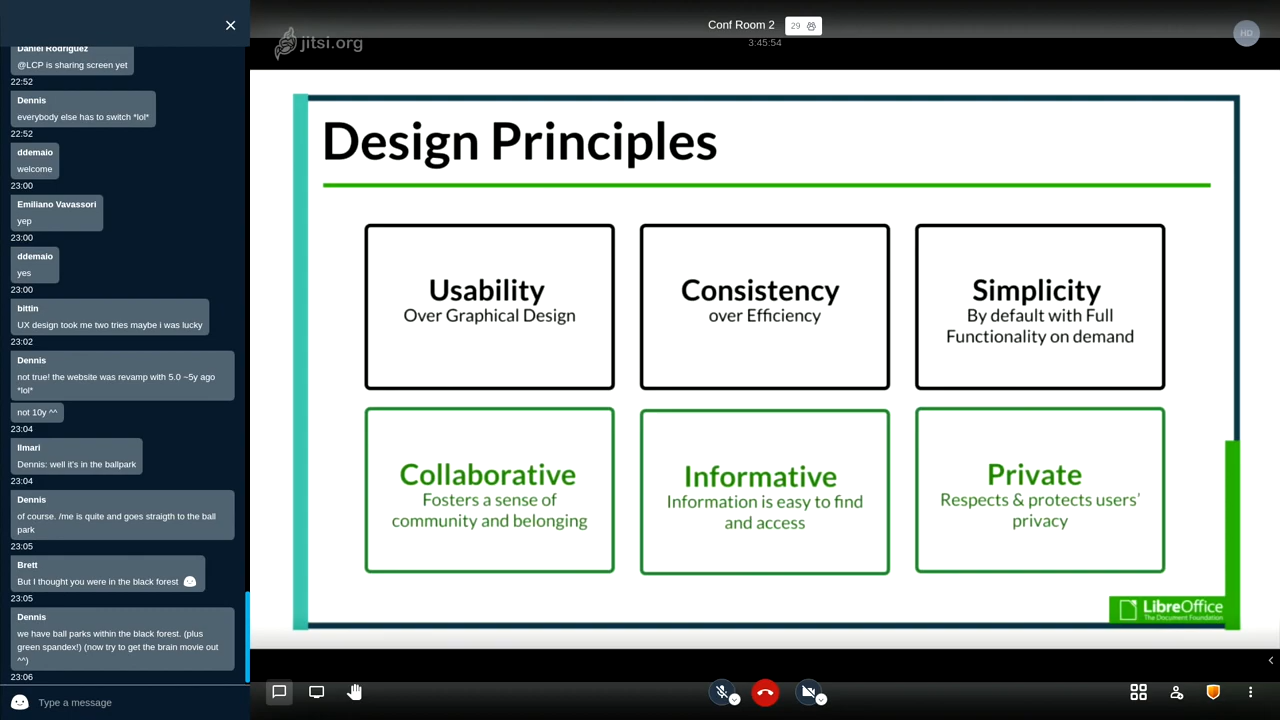 Daniel Rodriguez
@LCP is sharing screen yet
22:52
Dennis
everybody else has to switch *lol*
22:52
ddemaio
welcome
23:00
Emiliano Vavassori
yep
23:00
ddemaio
yes
23:00
bittin
UX design took me two tries maybe i was lucky
23:02
Dennis
not true! the website was revamp with 5.0 ~5y ago
*lol*
not 10y ^^
23:04
Ilmari
Dennis: well it's in the ballpark
23:04
Dennis
of course. /me is quite and goes straigth to the ball
park
23:05
Brett
But I thought you were in the black forest
23:05
Dennis
we have ball parks within the black forest. (plus
green spandex!) (now try to get the brain movie out
^^)
23:06
Type a message
jitsi.org
Conf Room 2
29
3:45:54
HD
Design Principles
Usability
Over Graphical Design
Consistency
over Efficiency
Simplicity
By default with Full
Functionality on demand
Collaborative
Fosters a sense of
community and belonging
Informative
Information is easy to find
and access
Private
Respects & protects users'
privacy
LibreOffice
The Document Foundation